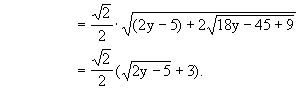 = √2/2 · √((2y − 5) + 2√(18y − 45 + 9))
= √2/2 (√(2y − 5) + 3).